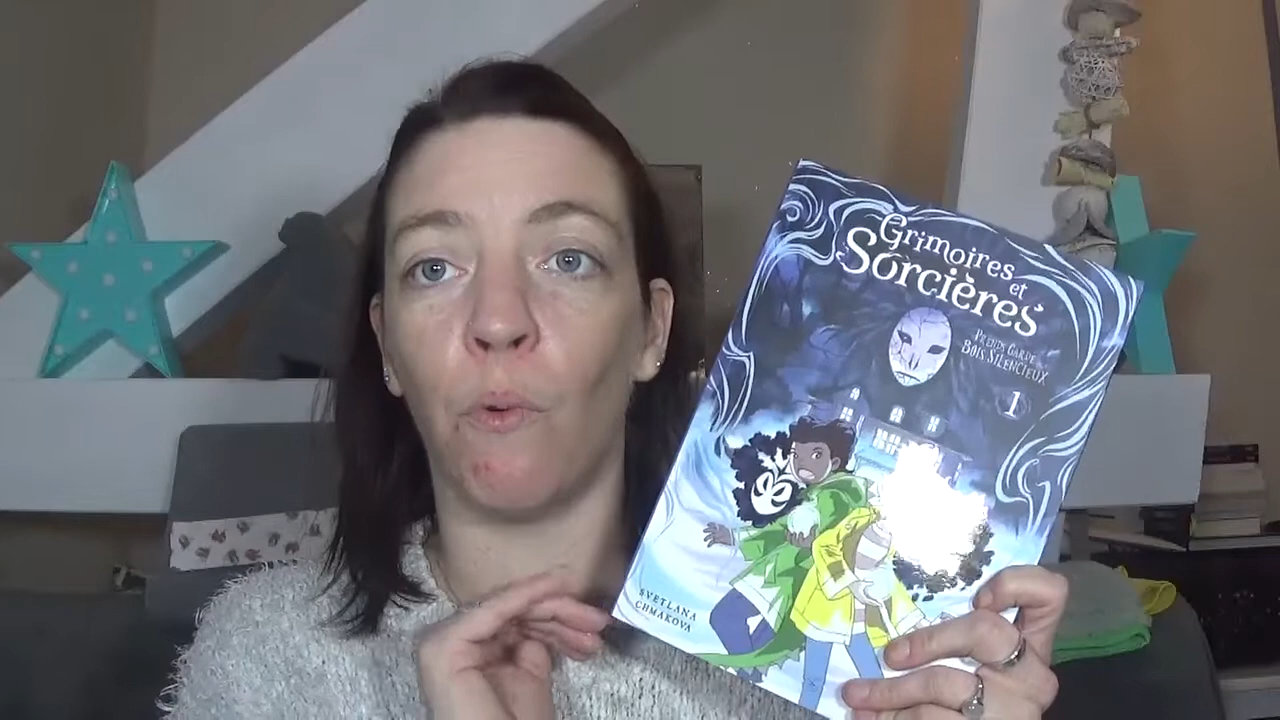 Grimoires
et
Sorcières
Prends Garde
Bois Silencieux
1
Svetlana
Chmakova